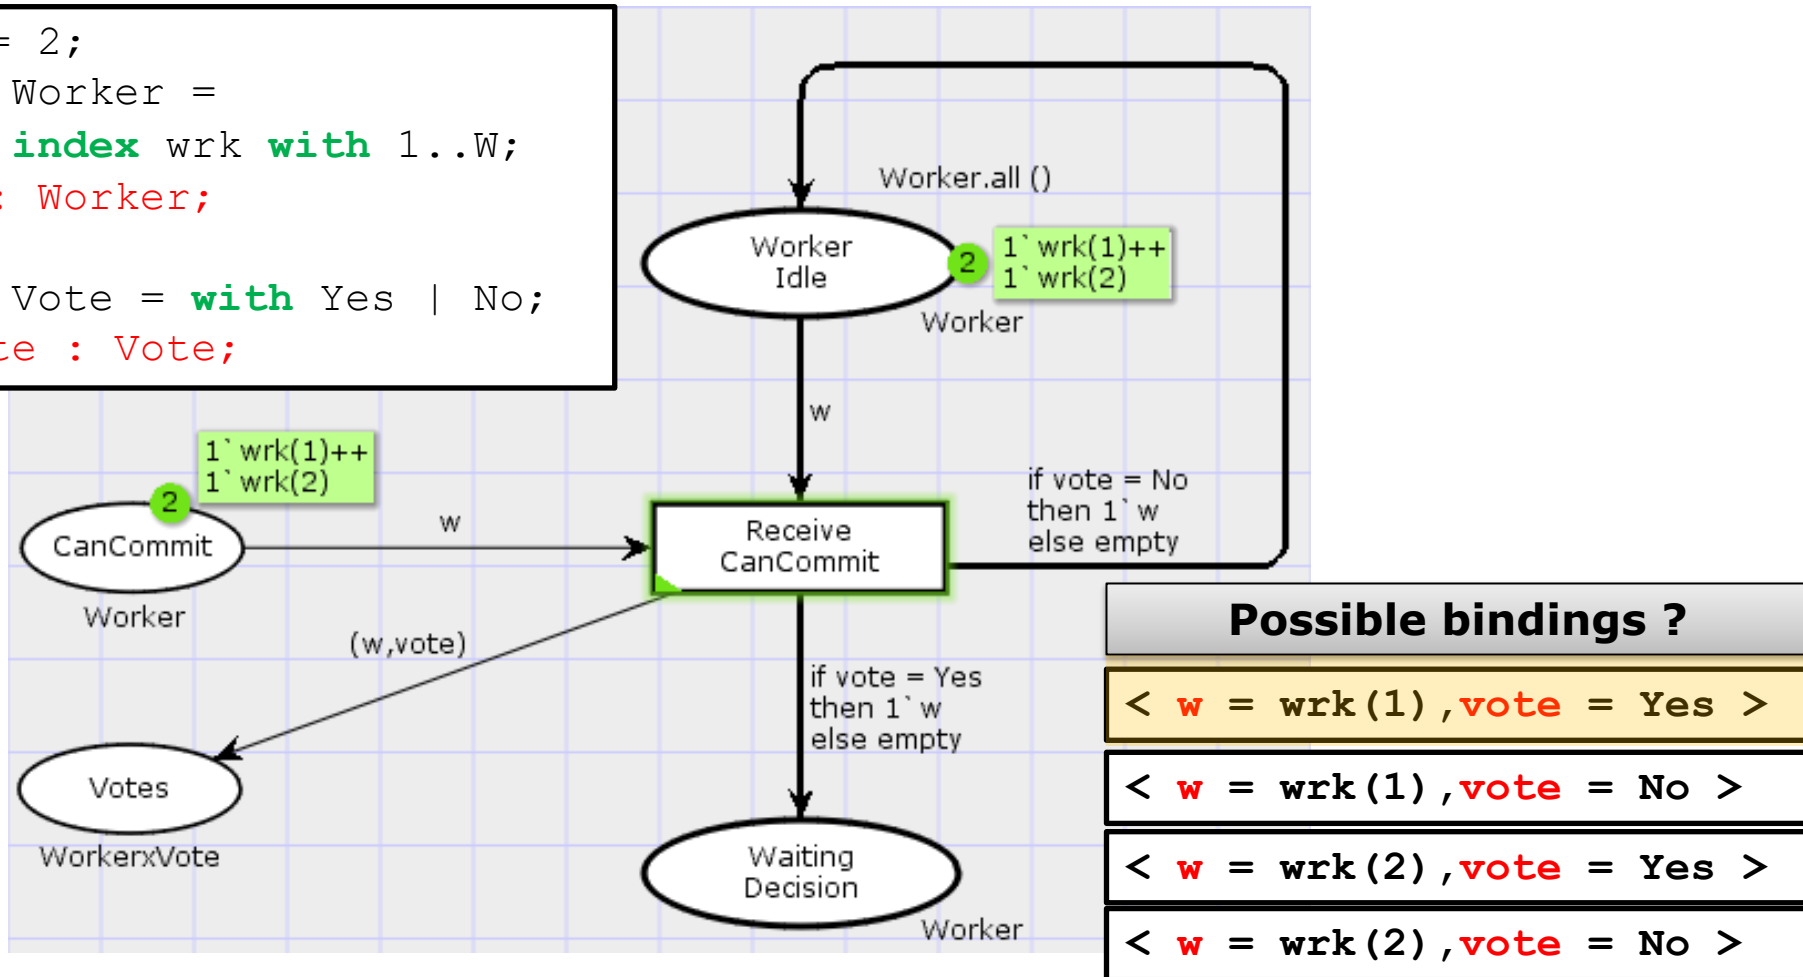 = 2;
Worker =
index wrk with 1..W;
: Worker;
Vote = with Yes | No;
te : Vote;
Worker.all ()
Worker
Idle
2
1`wrk(1)++
1`wrk(2)
Worker
w
1`wrk(1)++
1`wrk(2)
2
CanCommit
Worker
w
Receive
CanCommit
if vote = No
then 1`w
else empty
(w,vote)
if vote = Yes
then 1`w
else empty
Votes
WorkerxVote
Waiting
Decision
Worker
Possible bindings ?
< w = wrk(1),vote = Yes >
< w = wrk(1),vote = No >
< w = wrk(2),vote = Yes >
< w = wrk(2),vote = No >